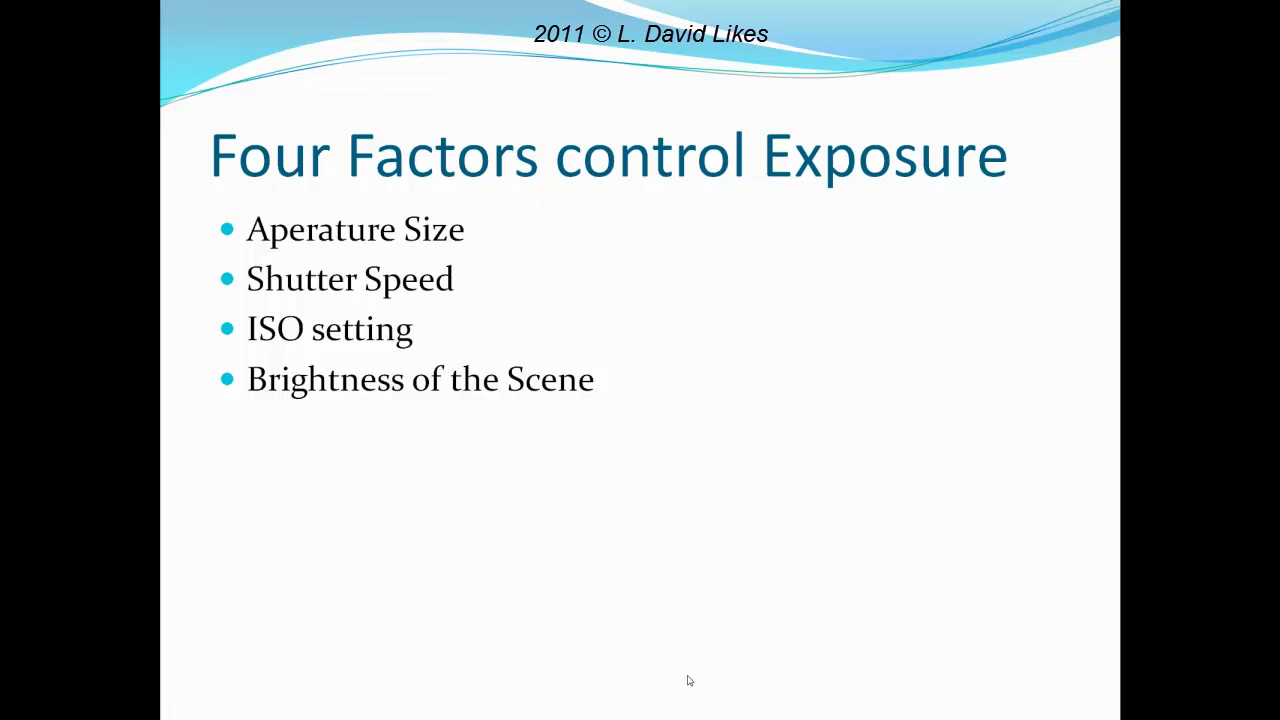 2011 © L. David Likes
Four Factors control Exposure
• Aperature Size
• Shutter Speed
• ISO setting
• Brightness of the Scene